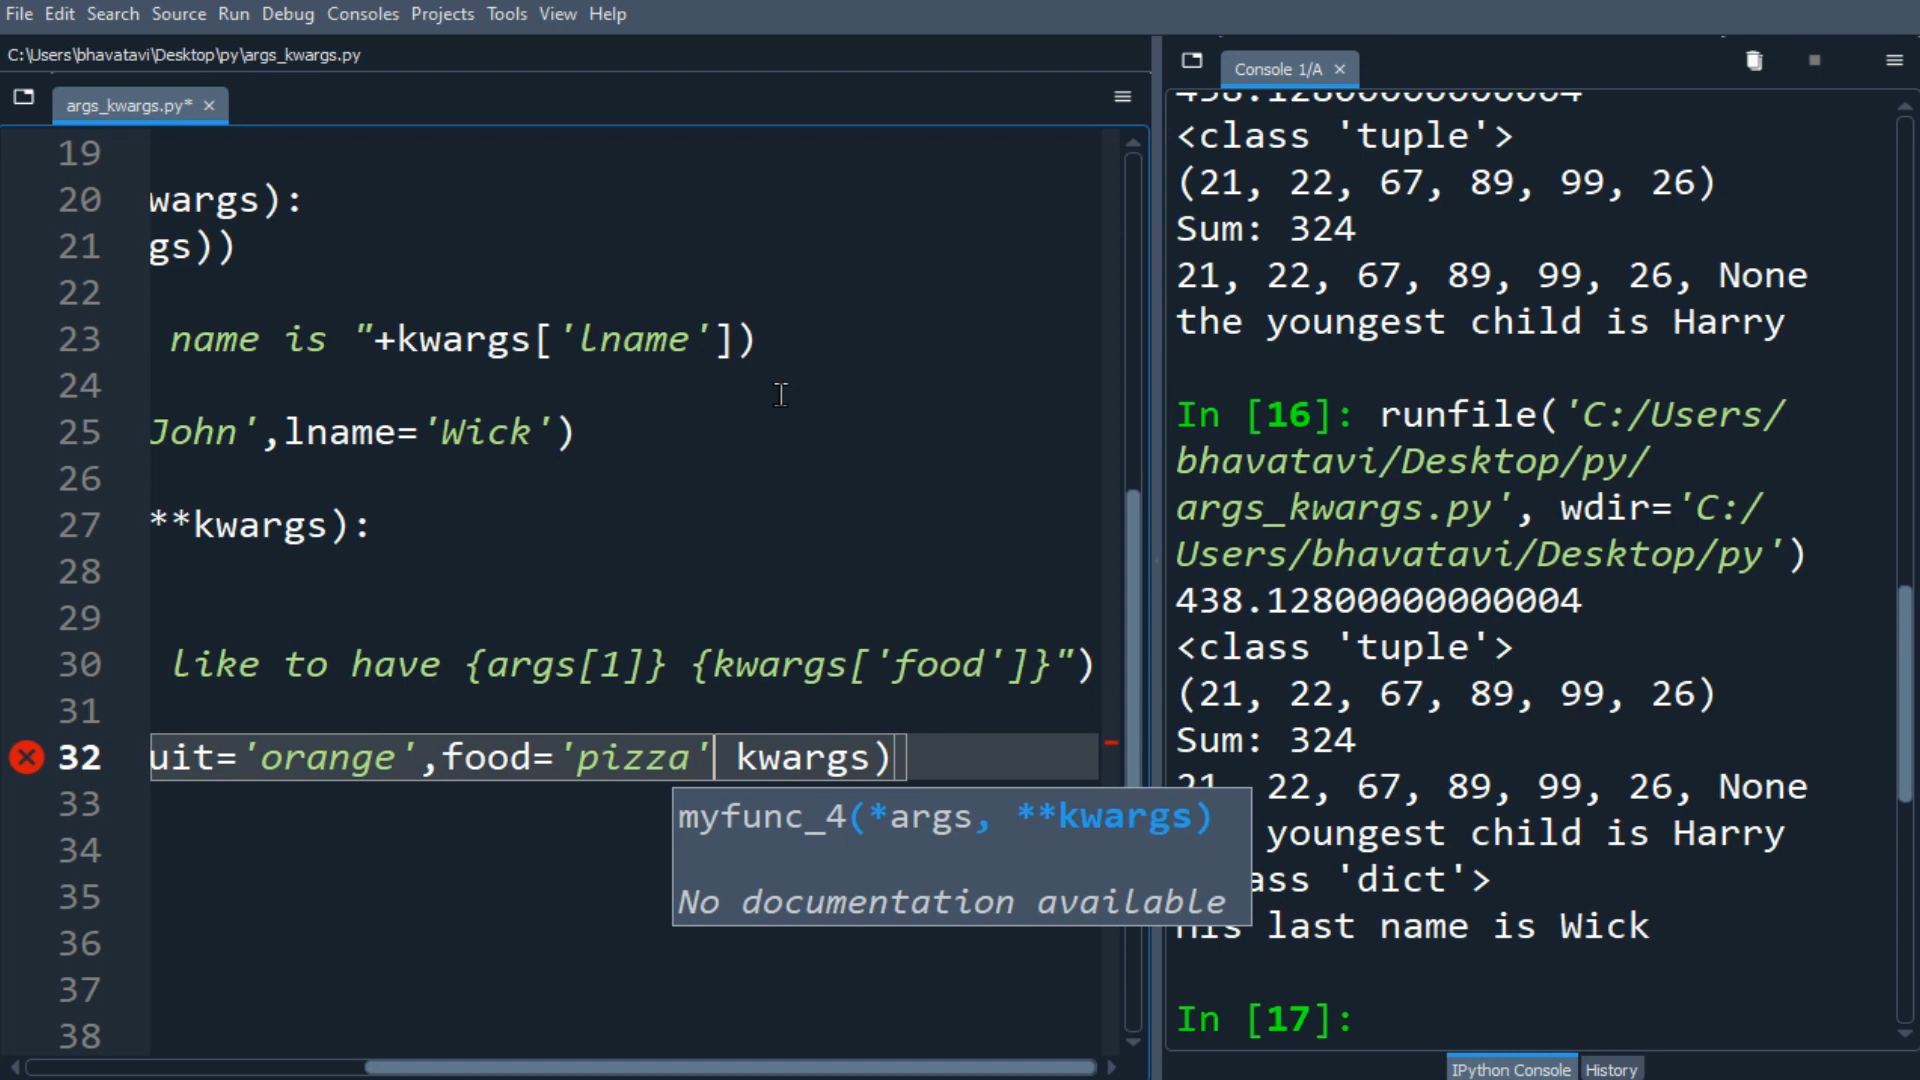 File Edit Search Source Run Debug Consoles Projects Tools View Help
C:\Users\bhavatavi\Desktop\py\args_kwargs.py
args_kwargs.py*
19
20 wargs):
21 gs))
22
23 name is "+kwargs['lname'])
24
25 John',lname='Wick')
26
27 **kwargs):
28
29
30 like to have {args[1]} {kwargs['food']}")
31
32 uit='orange',food='pizza' kwargs)
33
34
35
36
37
38
myfunc_4(*args, **kwargs)
No documentation available
Console 1/A
438.12800000000004
<class 'tuple'>
(21, 22, 67, 89, 99, 26)
Sum: 324
21, 22, 67, 89, 99, 26, None
the youngest child is Harry
In [16]: runfile('C:/Users/
bhavatavi/Desktop/py/
args_kwargs.py', wdir='C:/
Users/bhavatavi/Desktop/py')
438.12800000000004
<class 'tuple'>
(21, 22, 67, 89, 99, 26)
Sum: 324
21, 22, 67, 89, 99, 26, None
youngest child is Harry
ass 'dict'>
His last name is Wick
In [17]:
IPython Console History